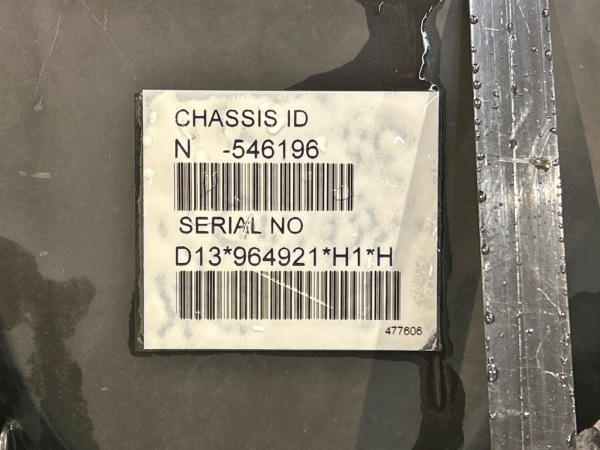 CHASSIS ID
N -546196
SERIAL NO
D13*964921*H1*H
477606